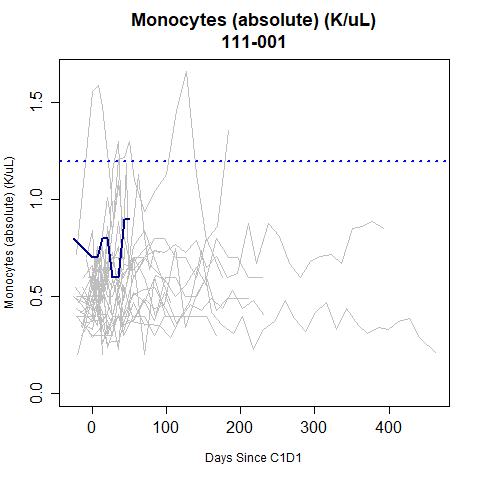 Monocytes (absolute) (K/uL)
111-001
Monocytes (absolute) (K/uL)
1.5
1.0
0.5
0.0
0 100 200 300 400
Days Since C1D1